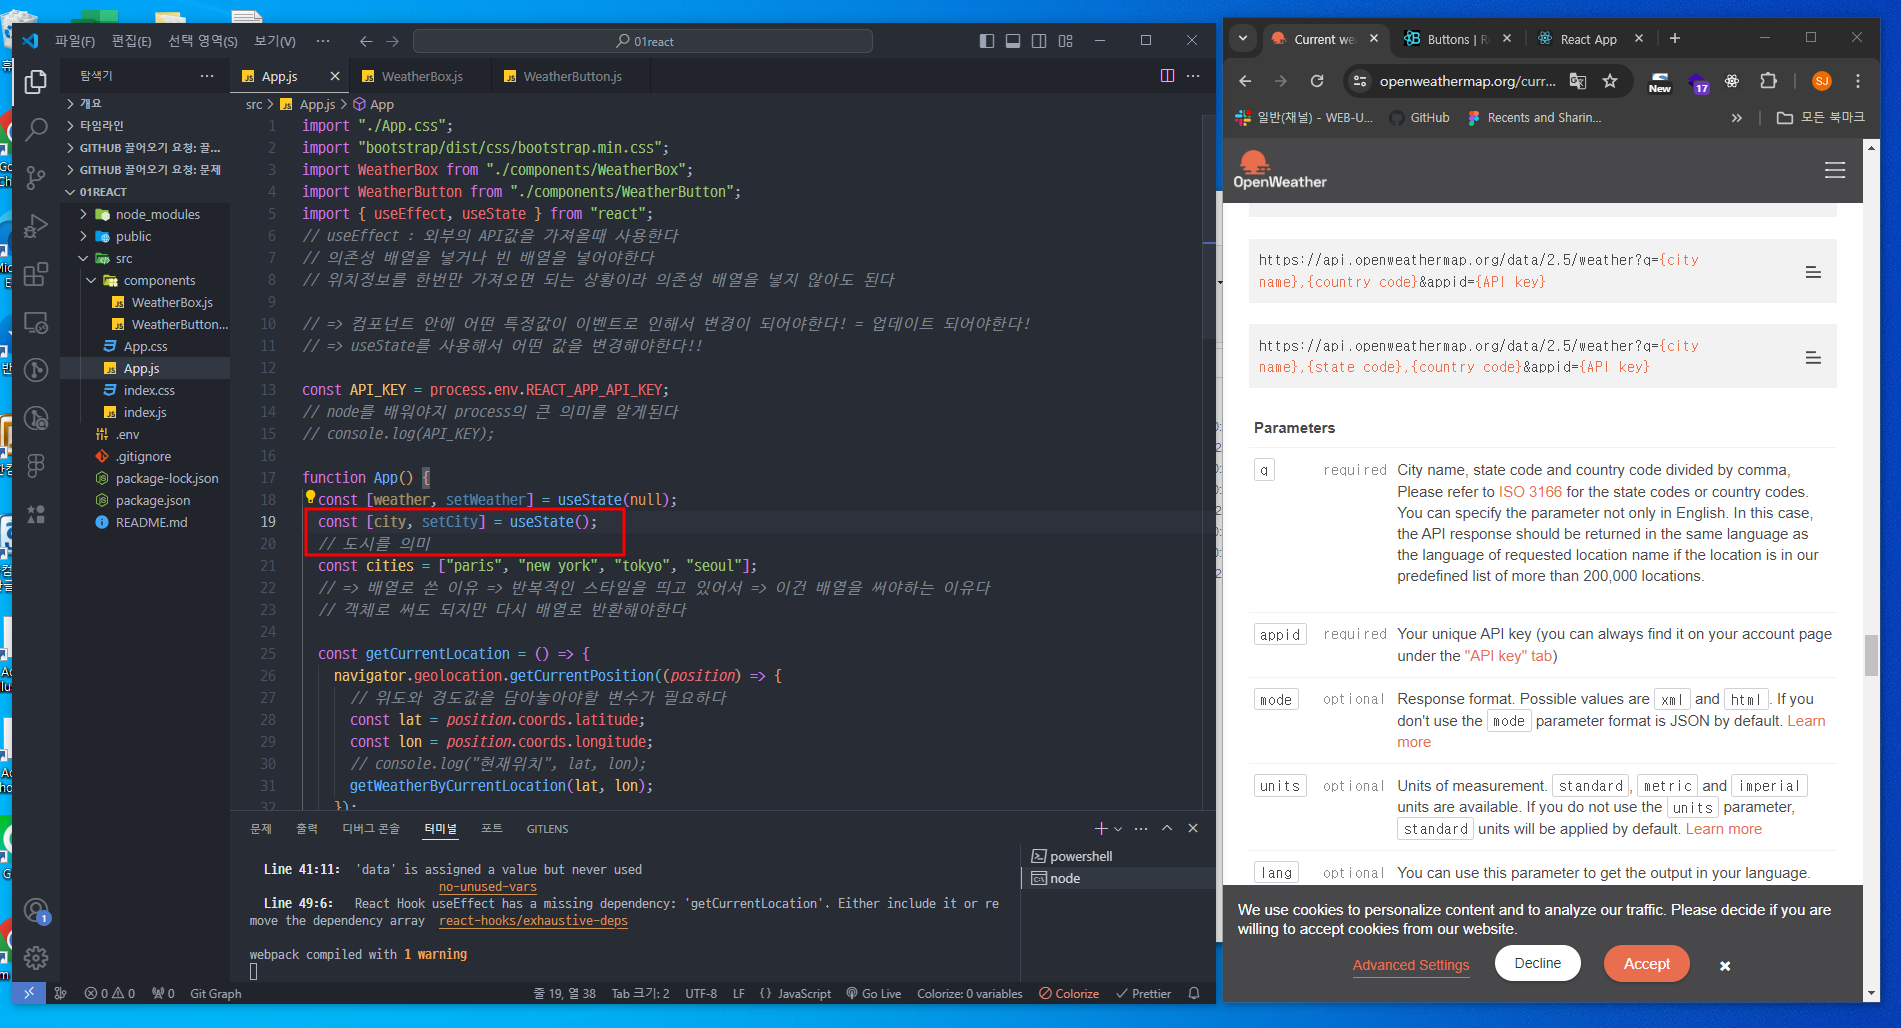 파일(F) 편집(E) 선택 영역(S) 보기(V) ··· 01react
탐색기
개요
타임라인
GITHUB 끌어오기 요청: 끌...
GITHUB 끌어오기 요청: 문제
01REACT
node_modules
public
src
components
WeatherBox.js
WeatherButton...
App.css
App.js
index.css
index.js
.env
.gitignore
package-lock.json
package.json
README.md
App.js WeatherBox.js WeatherButton.js
src > App.js > App
1 import "./App.css";
2 import "bootstrap/dist/css/bootstrap.min.css";
3 import WeatherBox from "./components/WeatherBox";
4 import WeatherButton from "./components/WeatherButton";
5 import { useEffect, useState } from "react";
6 // useEffect : 외부의 API값을 가져올때 사용한다
7 // 의존성 배열을 넣거나 빈 배열을 넣어야한다
8 // 위치정보를 한번만 가져오면 되는 상황이라 의존성 배열을 넣지 않아도 된다
9
10 // => 컴포넌트 안에 어떤 특정값이 이벤트로 인해서 변경이 되어야한다! = 업데이트 되어야한다!
11 // => useState를 사용해서 어떤 값을 변경해야한다!!
12
13 const API_KEY = process.env.REACT_APP_API_KEY;
14 // node를 배워야지 process의 큰 의미를 알게된다
15 // console.log(API_KEY);
16
17 function App() {
18 const [weather, setWeather] = useState(null);
19 const [city, setCity] = useState();
20 // 도시를 의미
21 const cities = ["paris", "new york", "tokyo", "seoul"];
22 // => 배열로 쓴 이유 => 반복적인 스타일을 띄고 있어서 => 이건 배열을 써야하는 이유다
23 // 객체로 써도 되지만 다시 배열로 반환해야한다
24
25 const getCurrentLocation = () => {
26 navigator.geolocation.getCurrentPosition((position) => {
27 // 위도와 경도값을 담아놓아야할 변수가 필요하다
28 const lat = position.coords.latitude;
29 const lon = position.coords.longitude;
30 // console.log("현재위치", lat, lon);
31 getWeatherByCurrentLocation(lat, lon);
32 });
문제 출력 디버그 콘솔 터미널 포트 GITLENS
Line 41:11: 'data' is assigned a value but never used
no-unused-vars
Line 49:6: React Hook useEffect has a missing dependency: 'getCurrentLocation'. Either include it or re
move the dependency array react-hooks/exhaustive-deps
webpack compiled with 1 warning
powershell
node
1
0 0 0 Git Graph 줄 19, 열 38 Tab 크기: 2 UTF-8 LF {} JavaScript Go Live Colorize: 0 variables Colorize Prettier
Current we Buttons | R React App
openweathermap.org/curr... New 17 SJ
일반(채널) - WEB-U... GitHub Recents and Sharin... » 모든 북마크
OpenWeather
https://api.openweathermap.org/data/2.5/weather?q={city
name},{country code}&appid={API key}
https://api.openweathermap.org/data/2.5/weather?q={city
name},{state code},{country code}&appid={API key}
Parameters
q required City name, state code and country code divided by comma,
Please refer to ISO 3166 for the state codes or country codes.
You can specify the parameter not only in English. In this case,
the API response should be returned in the same language as
the language of requested location name if the location is in our
predefined list of more than 200,000 locations.
appid required Your unique API key (you can always find it on your account page
under the "API key" tab)
mode optional Response format. Possible values are xml and html. If you
don't use the mode parameter format is JSON by default. Learn
more
units optional Units of measurement. standard, metric and imperial
units are available. If you do not use the units parameter,
standard units will be applied by default. Learn more
lang optional You can use this parameter to get the output in your language.
We use cookies to personalize content and to analyze our traffic. Please decide if you are
willing to accept cookies from our website.
Advanced Settings Decline Accept